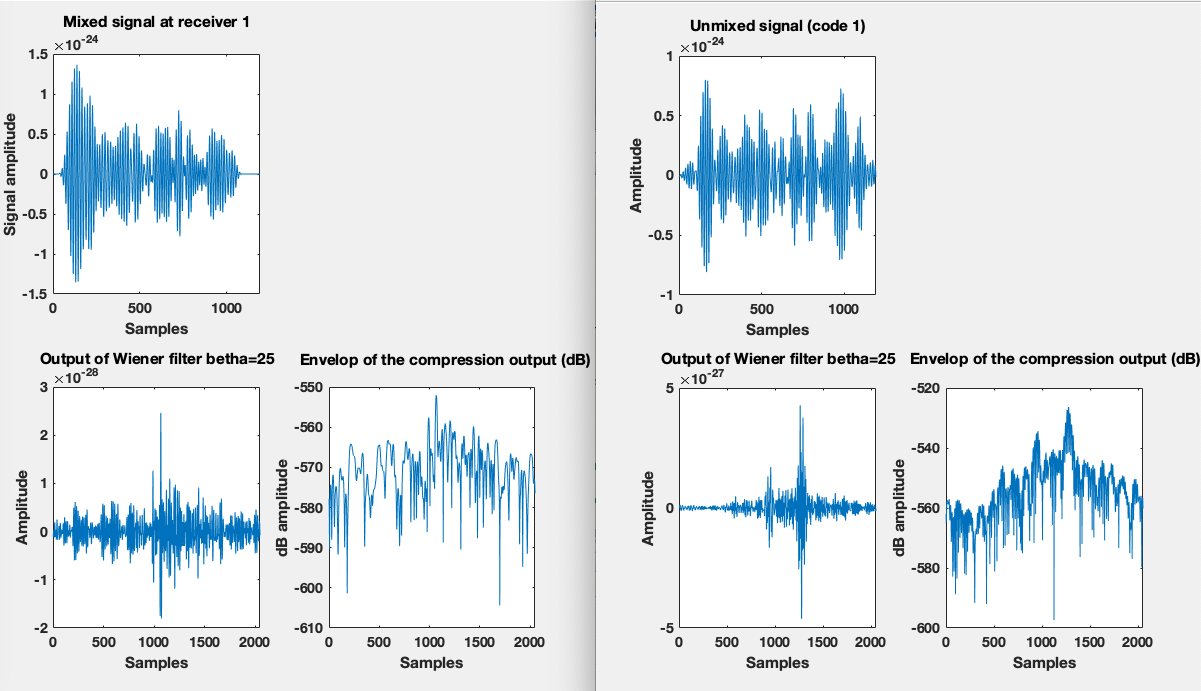 Mixed signal at receiver 1
×10-24
1.5
1
0.5
0
-0.5
-1
-1.5
0 500 1000
Signal amplitude
Samples
Output of Wiener filter betha=25
×10-28
3
2
1
0
-1
-2
0 500 1000 1500 2000
Amplitude
Samples
Envelop of the compression output (dB)
-550
-560
-570
-580
-590
-600
-610
0 500 1000 1500 2000
dB amplitude
Samples
Unmixed signal (code 1)
×10-24
1
0.5
0
-0.5
-1
0 500 1000
Amplitude
Samples
Output of Wiener filter betha=25
×10-27
5
0
-5
0 500 1000 1500 2000
Amplitude
Samples
Envelop of the compression output (dB)
-520
-540
-560
-580
-600
0 500 1000 1500 2000
dB amplitude
Samples